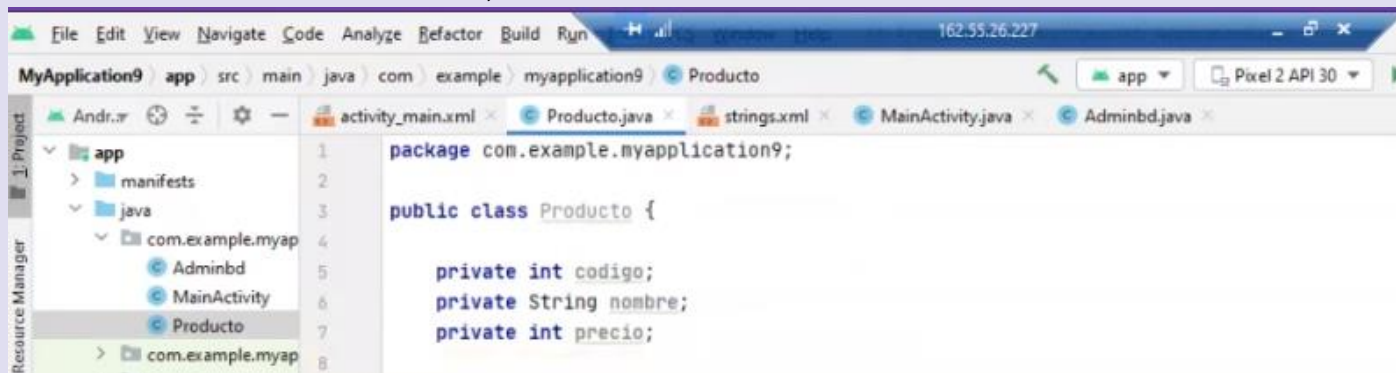 File Edit View Navigate Code Analyze Refactor Build Run 162.55.26.227
MyApplication9 app src main java com example myapplication9 Producto app Pixel 2 API 30
Andr... activity_main.xml Producto.java strings.xml MainActivity.java Adminbd.java
1: Project
Resource Manager
app
manifests
java
com.example.myap
Adminbd
MainActivity
Producto
com.example.myap
1 package com.example.myapplication9;
2
3 public class Producto {
4
5 private int codigo;
6 private String nombre;
7 private int precio;
8